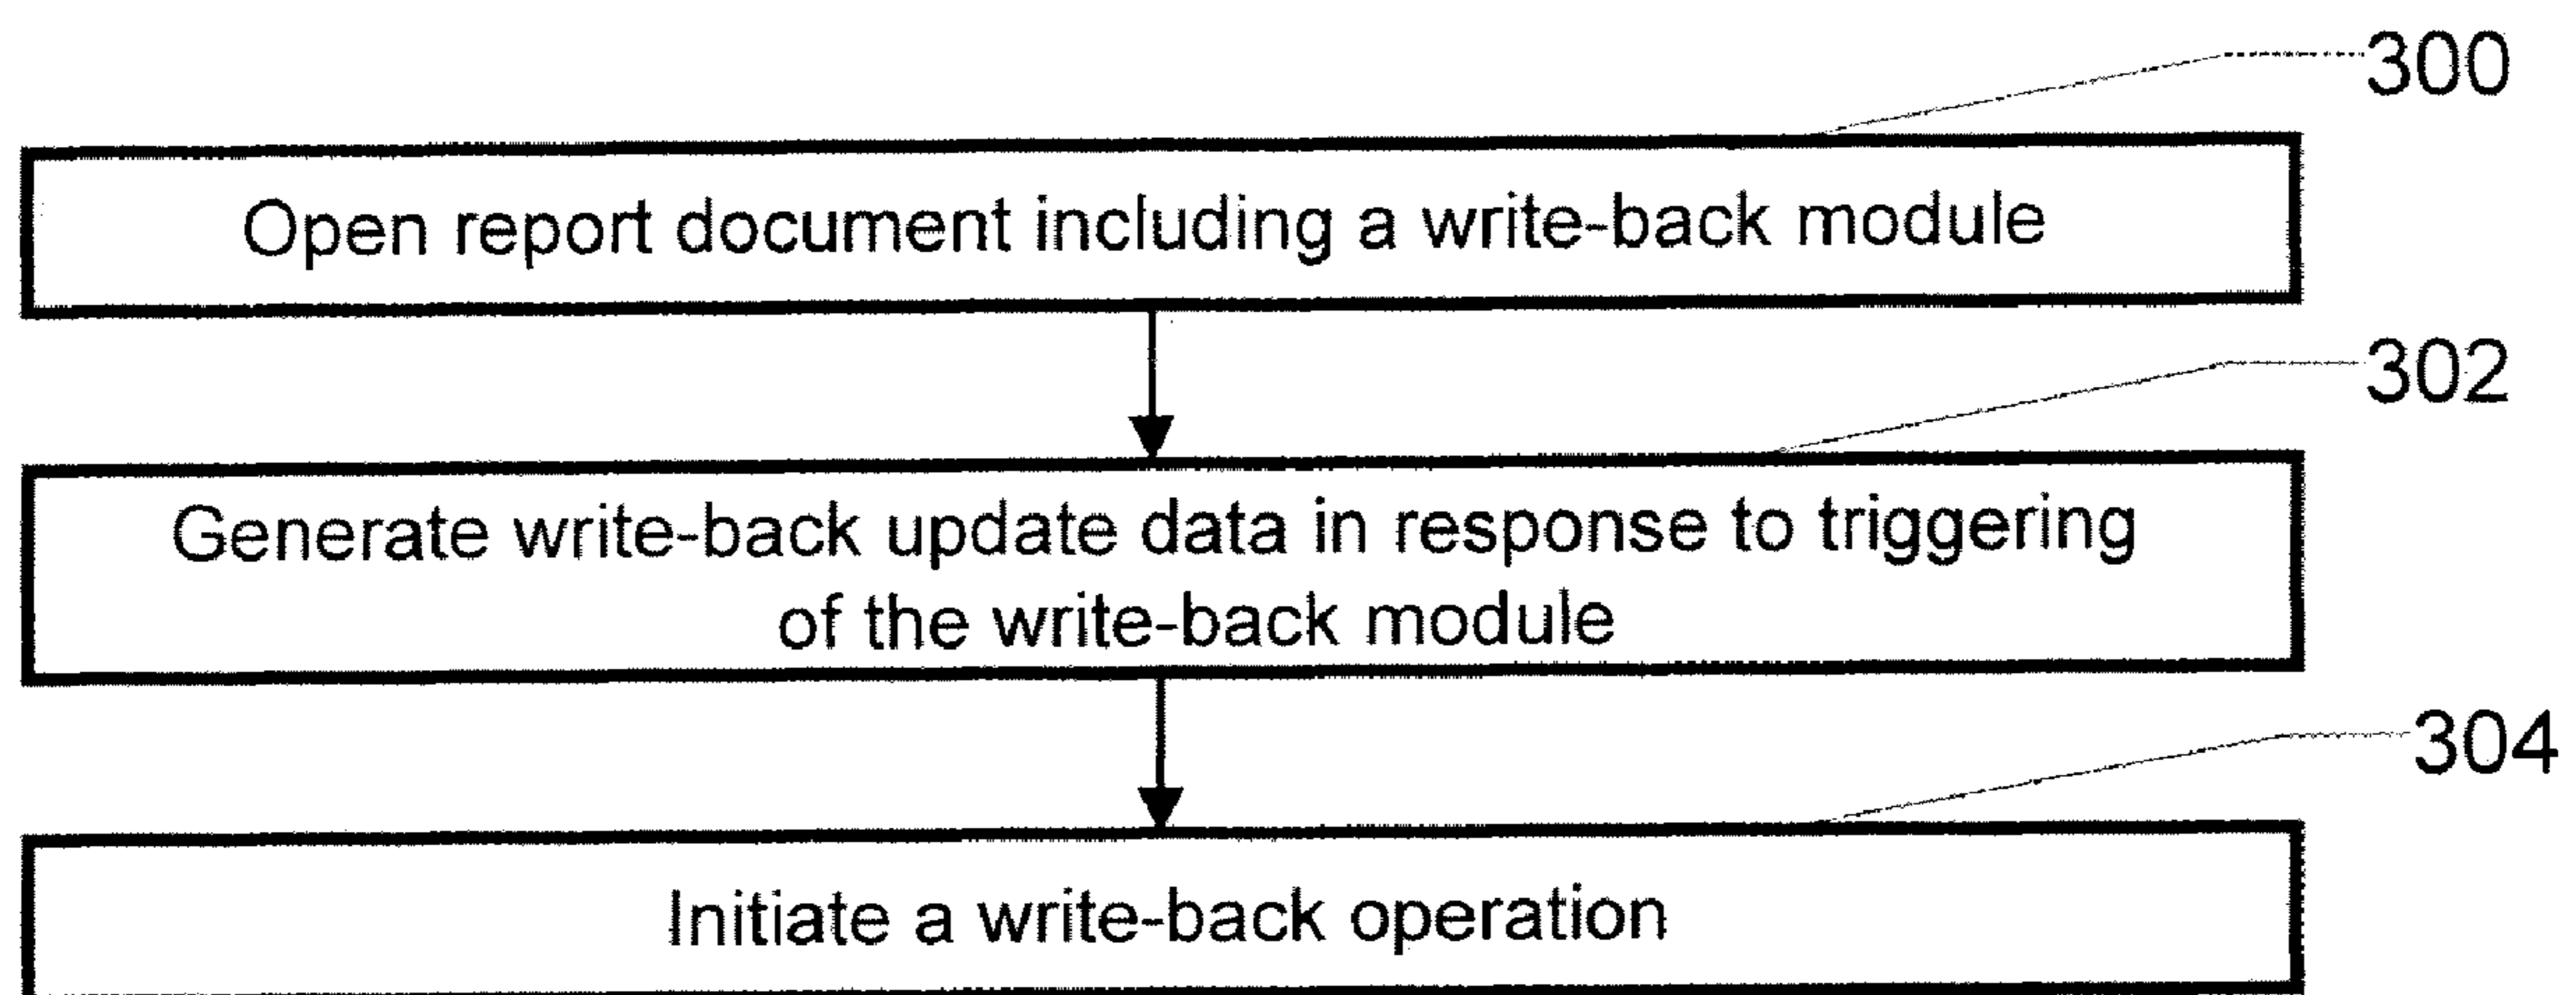 300
Open report document including a write-back module
302
Generate write-back update data in response to triggering
of the write-back module
304
Initiate a write-back operation